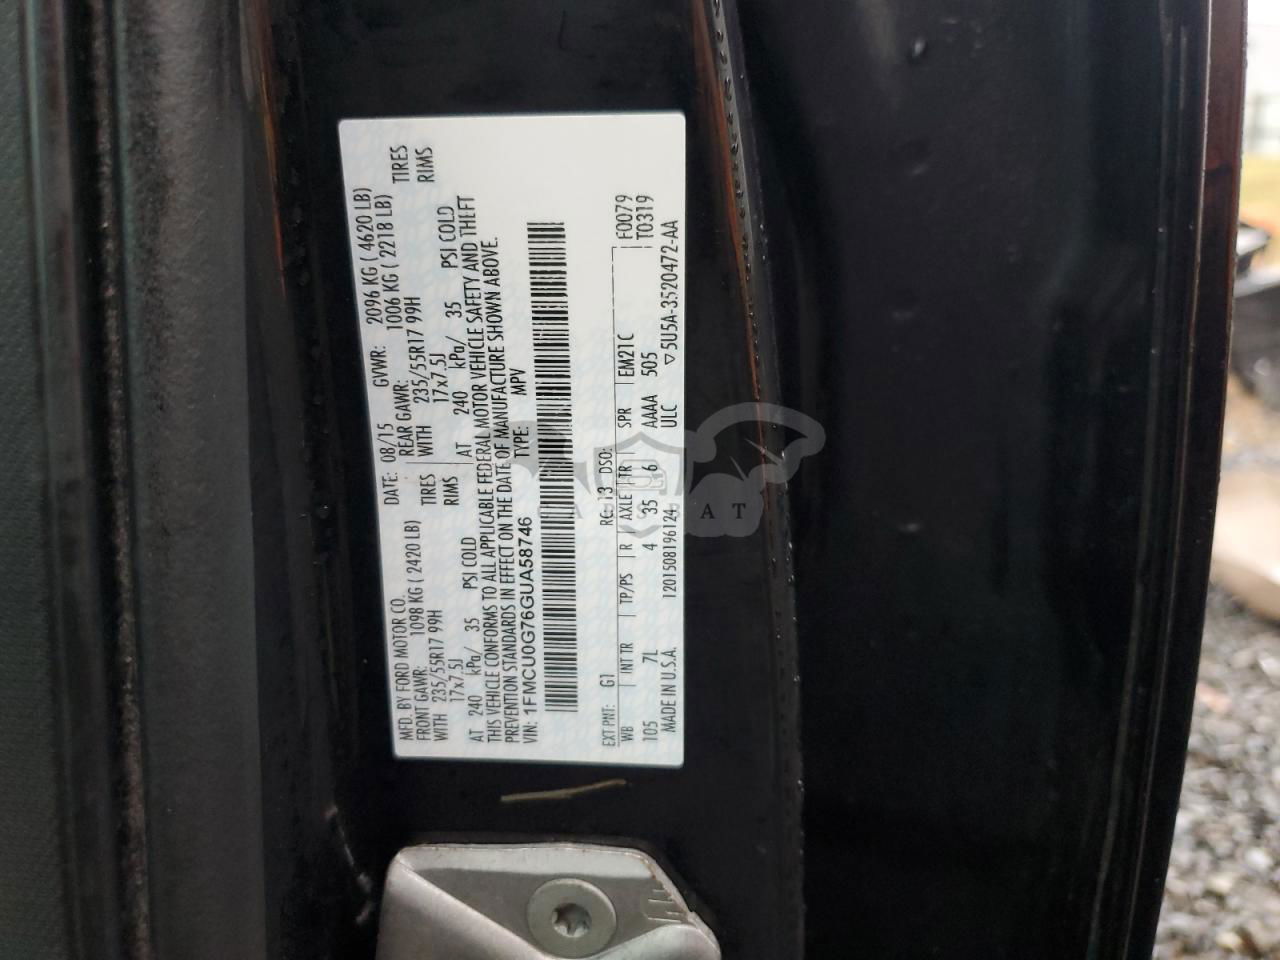 MFD. BY FORD MOTOR CO.
DATE: 08/15 GVWR: 2096 KG ( 4620 LB)
FRONT GAWR: 1098 KG ( 2420 LB) REAR GAWR: 1006 KG ( 2218 LB)
WITH 235/55R17 99H TIRES WITH 235/55R17 99H TIRES
17x7.5J RIMS 17x7.5J RIMS
AT 240 kPa/ 35 PSI COLD AT 240 kPa/ 35 PSI COLD
THIS VEHICLE CONFORMS TO ALL APPLICABLE FEDERAL MOTOR VEHICLE SAFETY AND THEFT
PREVENTION STANDARDS IN EFFECT ON THE DATE OF MANUFACTURE SHOWN ABOVE.
VIN: 1FMCU0G76GUA58746 TYPE: MPV
EXT PNT: G1 RC: 13 DSO: F0079
WB INT TR TP/PS R AXLE TR SPR EM21C T0319
105 7L 4 35 6 AAAA 505
MADE IN U.S.A. 1201508196124 ULC ▽5U5A-3520472-AA